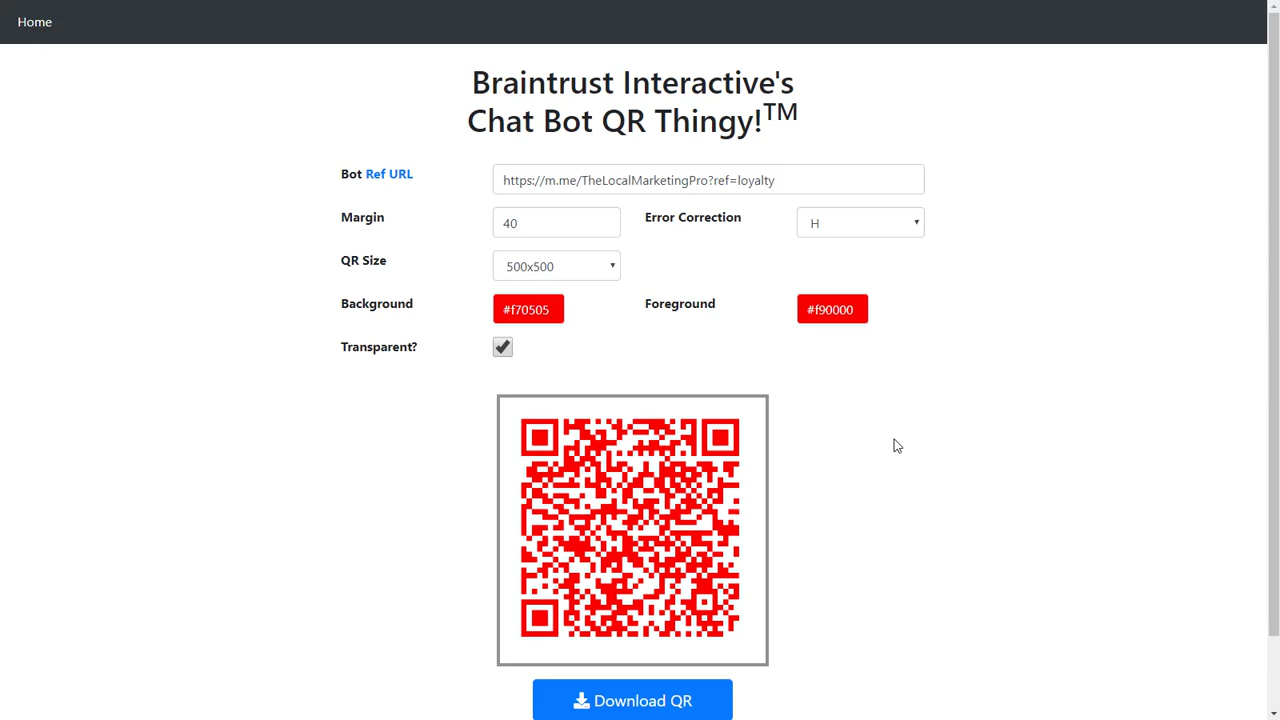 Home
Braintrust Interactive's
Chat Bot QR Thingy!TM
Bot Ref URL
https://m.me/TheLocalMarketingPro?ref=loyalty
Margin
40
Error Correction
H
QR Size
500x500
Background
#f70505
Foreground
#f90000
Transparent?
Download QR